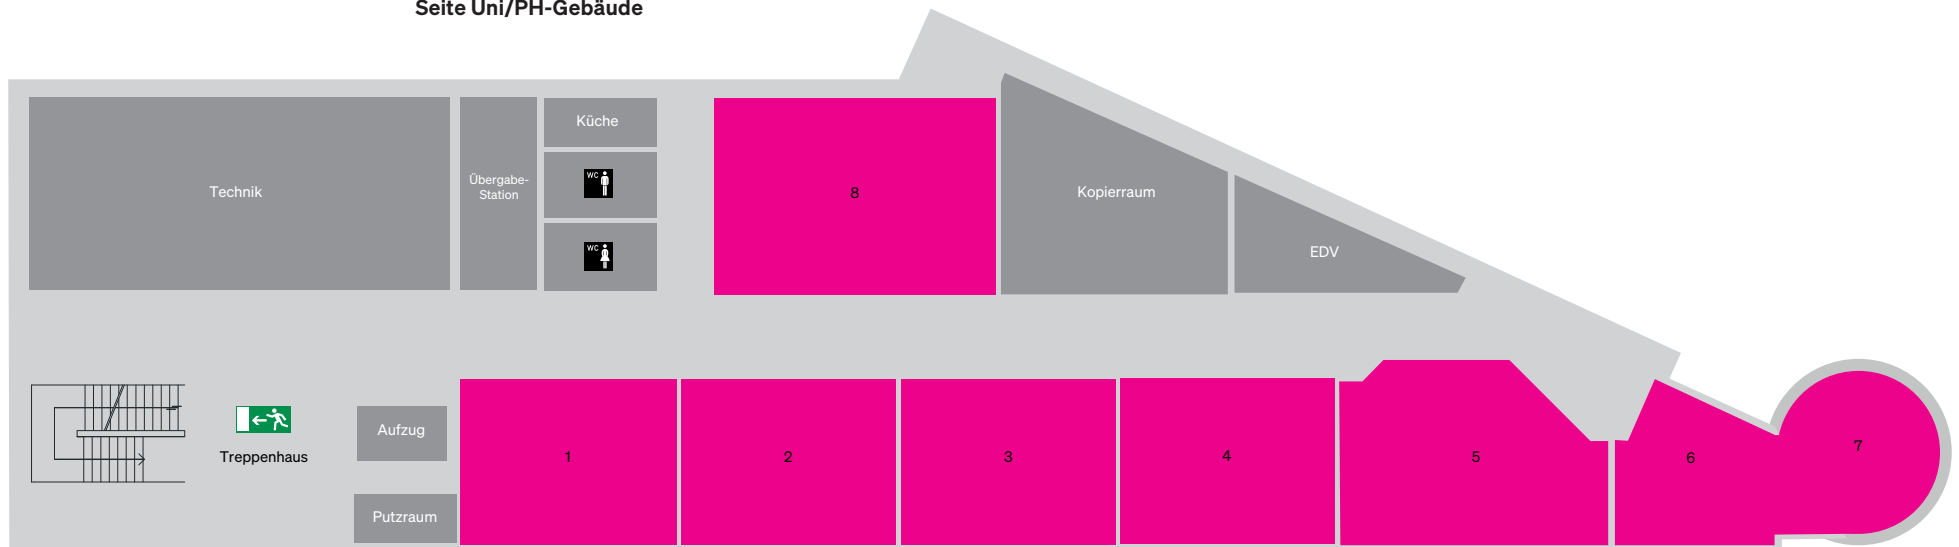 Seite Uni/PH-Gebäude
Technik
Übergabe-
Station
Küche
WC
WC
8
Kopierraum
EDV
Treppenhaus
Aufzug
Putzraum
1
2
3
4
5
6
7